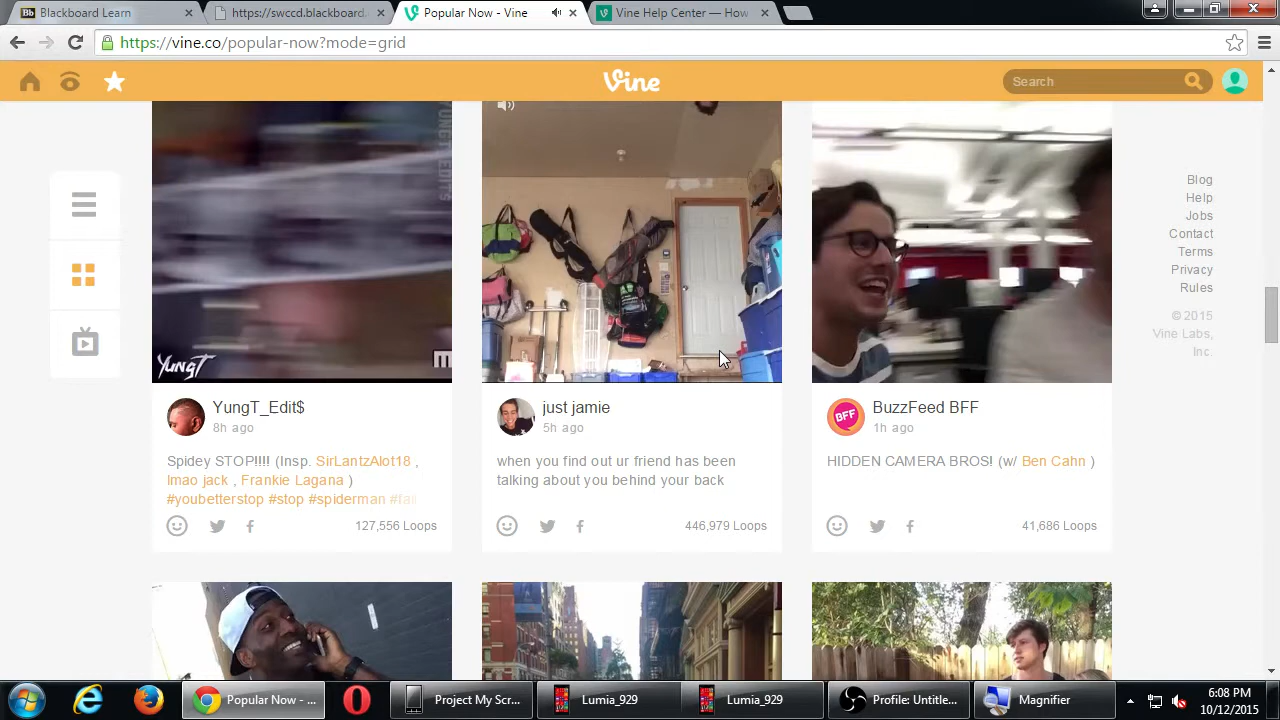 Blackboard Learn
https://swccd.blackboard.
Popular Now - Vine
Vine Help Center — How
https://vine.co/popular-now?mode=grid
Vine
Search
YUNGT EDITS
YUNGT
Blog
Help
Jobs
Contact
Terms
Privacy
Rules
© 2015
Vine Labs,
Inc.
YungT_Edit$
8h ago
Spidey STOP!!!! (Insp. SirLantzAlot18 ,
lmao jack , Frankie Lagana )
#youbetterstop #stop #spiderman #fail
127,556 Loops
just jamie
5h ago
when you find out ur friend has been
talking about you behind your back
446,979 Loops
BFF
BuzzFeed BFF
1h ago
HIDDEN CAMERA BROS! (w/ Ben Cahn )
41,686 Loops
Popular Now - ...
Project My Scr...
Lumia_929
Lumia_929
Profile: Untitle...
Magnifier
6:08 PM
10/12/2015